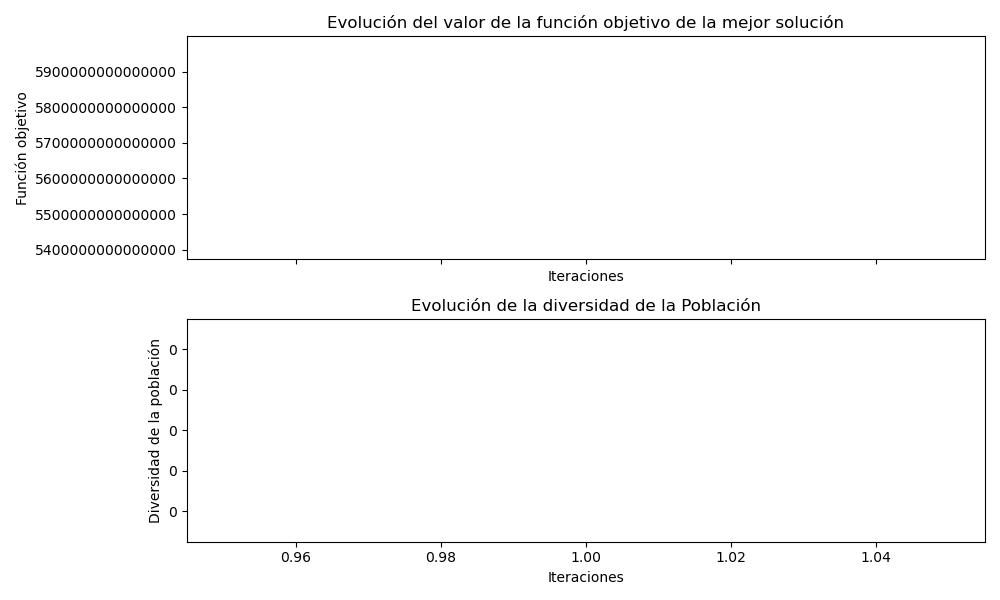 Evolución del valor de la función objetivo de la mejor solución
Función objetivo
5900000000000000
5800000000000000
5700000000000000
5600000000000000
5500000000000000
5400000000000000
Iteraciones
Evolución de la diversidad de la Población
Diversidad de la población
0
0
0
0
0
0.96 0.98 1.00 1.02 1.04
Iteraciones